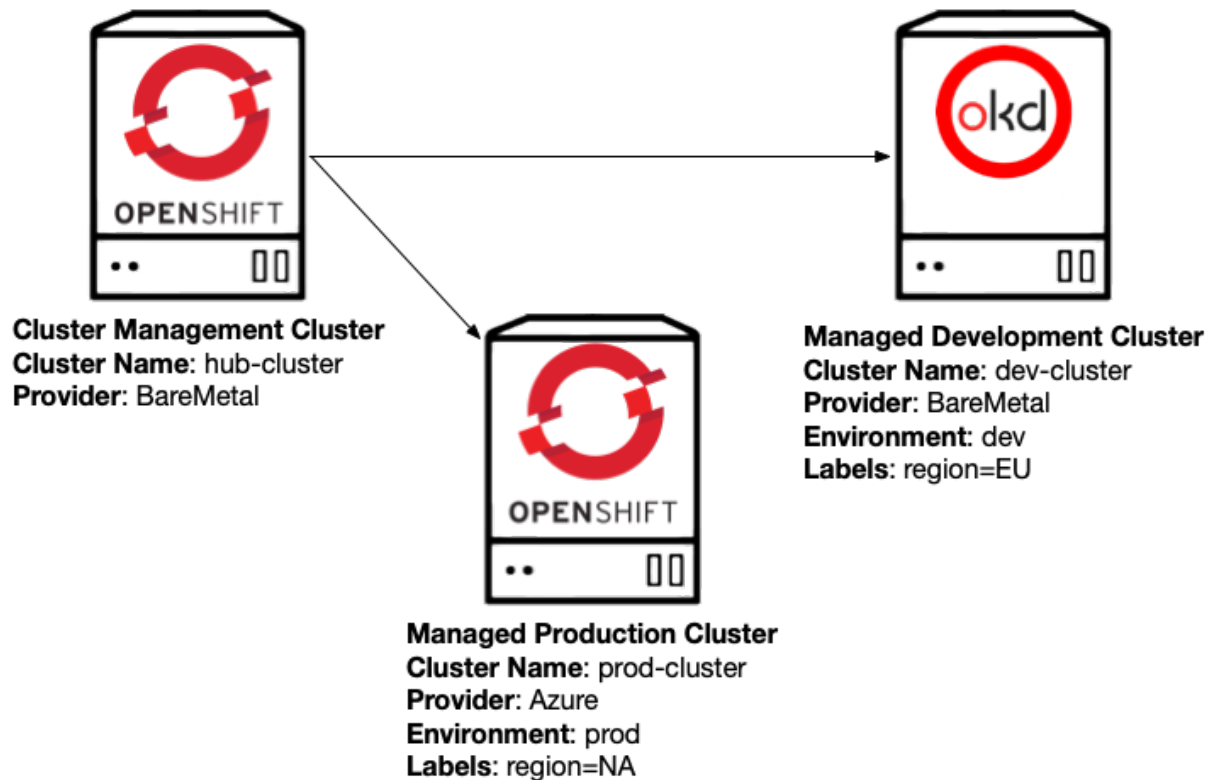 OPENSHIFT
Cluster Management Cluster
Cluster Name: hub-cluster
Provider: BareMetal
okd
Managed Development Cluster
Cluster Name: dev-cluster
Provider: BareMetal
Environment: dev
Labels: region=EU
OPENSHIFT
Managed Production Cluster
Cluster Name: prod-cluster
Provider: Azure
Environment: prod
Labels: region=NA